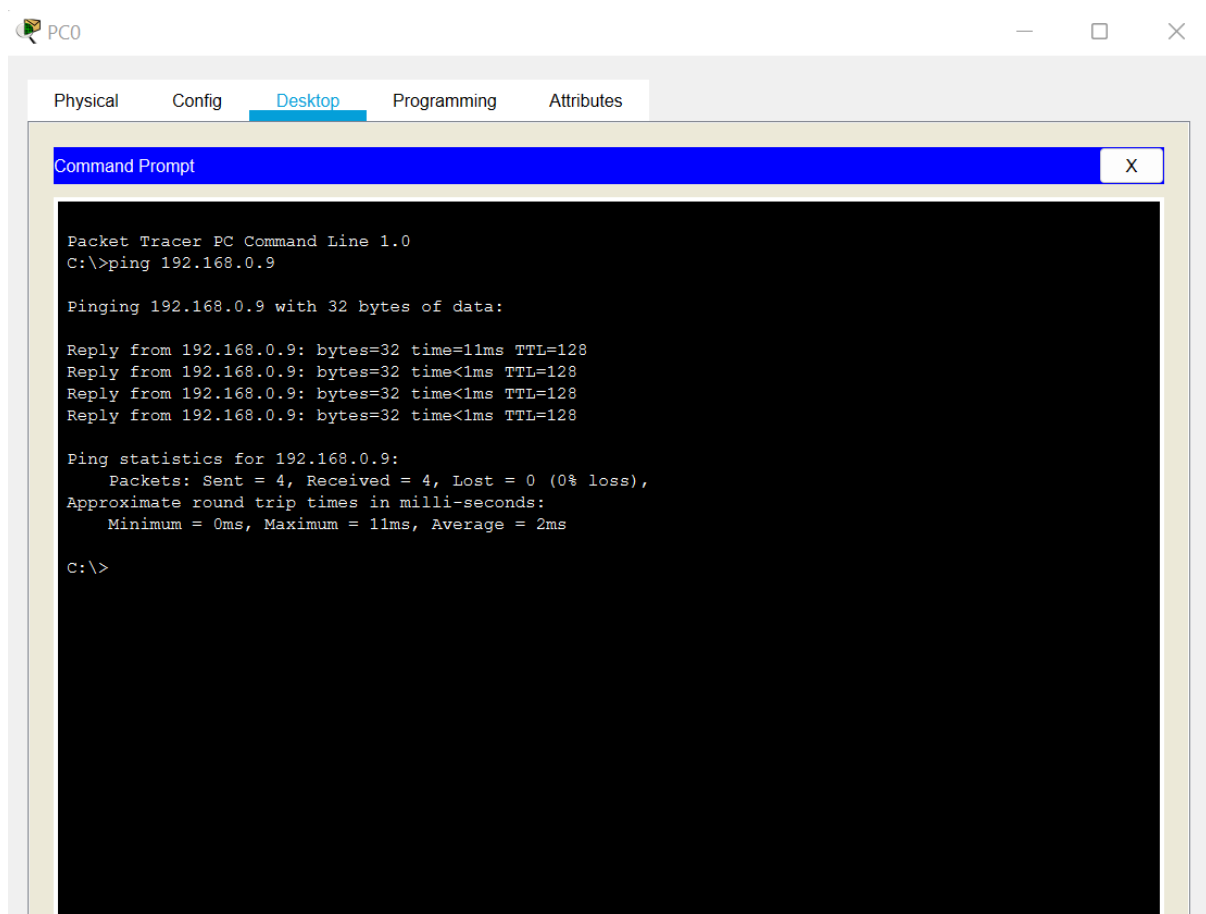 PC0
Physical Config Desktop Programming Attributes
Command Prompt
X
Packet Tracer PC Command Line 1.0
C:\>ping 192.168.0.9
Pinging 192.168.0.9 with 32 bytes of data:
Reply from 192.168.0.9: bytes=32 time=11ms TTL=128
Reply from 192.168.0.9: bytes=32 time<1ms TTL=128
Reply from 192.168.0.9: bytes=32 time<1ms TTL=128
Reply from 192.168.0.9: bytes=32 time<1ms TTL=128
Ping statistics for 192.168.0.9:
Packets: Sent = 4, Received = 4, Lost = 0 (0% loss),
Approximate round trip times in milli-seconds:
Minimum = 0ms, Maximum = 11ms, Average = 2ms
C:\>